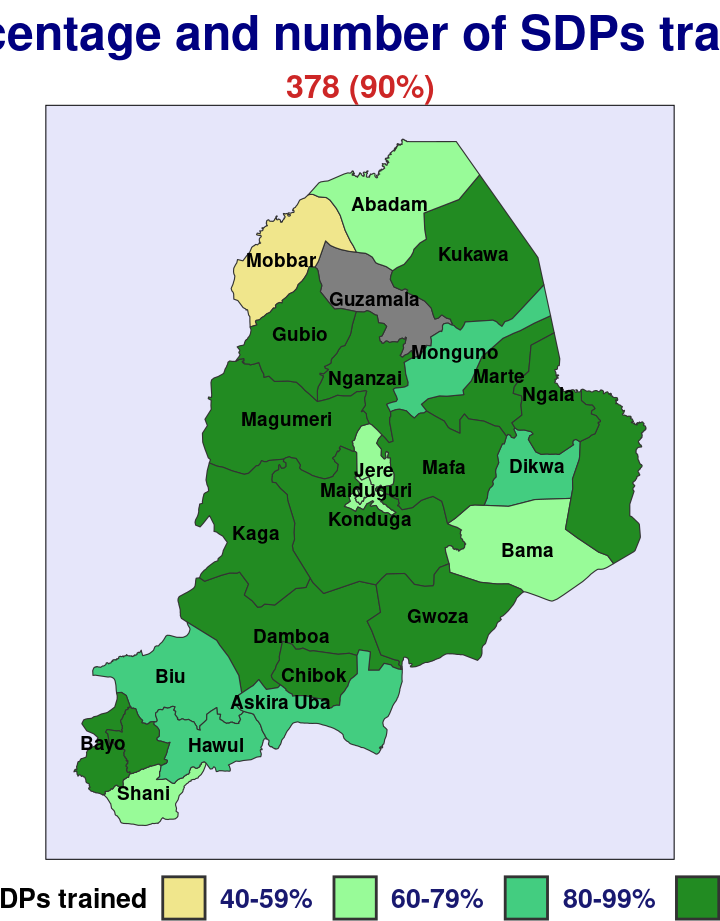 centage and number of SDPs tra
378 (90%)
Abadam
Kukawa
Mobbar
Guzamala
Gubio
Monguno
Nganzai
Marte
Ngala
Magumeri
Jere
Mafa
Dikwa
Maiduguri
Konduga
Kaga
Bama
Gwoza
Damboa
Chibok
Biu
Askira Uba
Bayo
Hawul
Shani
DPs trained 40-59% 60-79% 80-99%